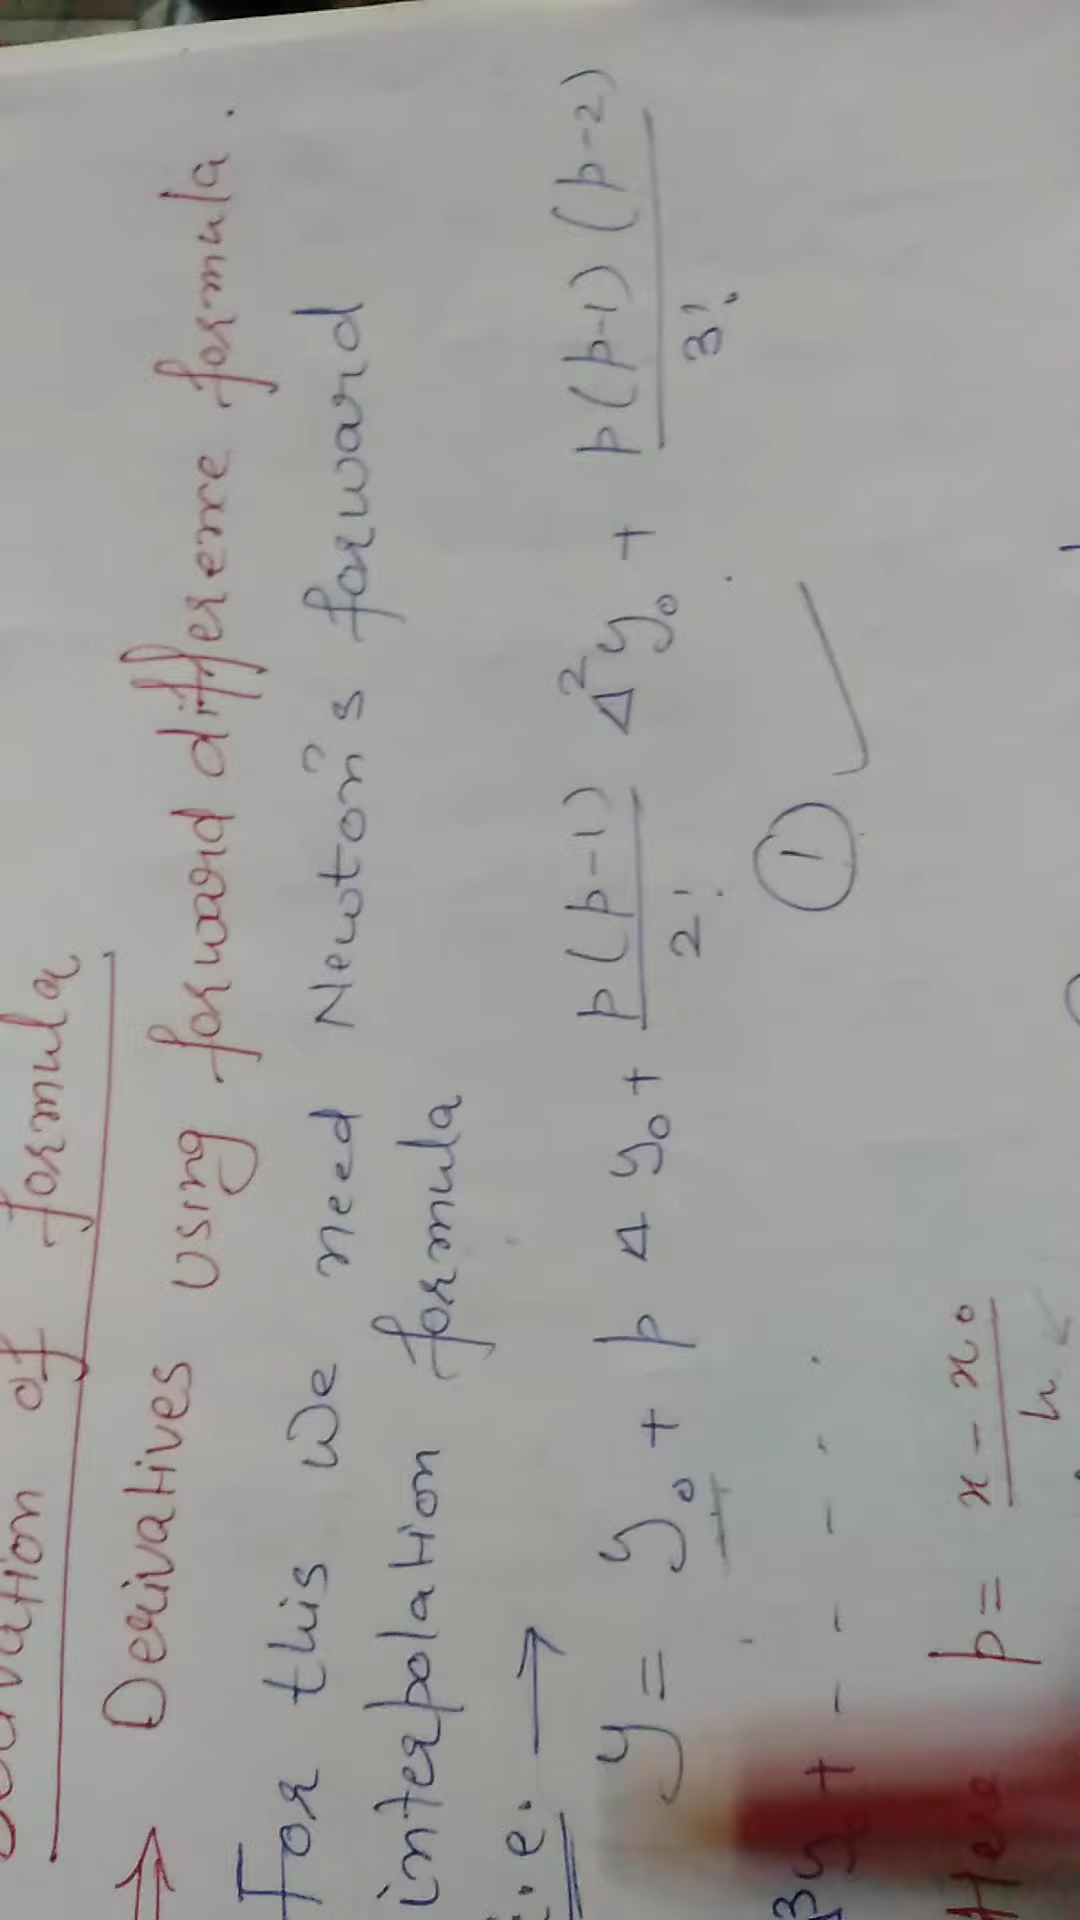 of formula
⇒ Derivatives using forward difference formula.
For this we need Newton's forward
interpolation formula
i.e. →
y = y₀ + p Δ y₀ + p(p-1)/2! Δ² y₀ + p(p-1)(p-2)/3!
+ - - - - . . ①
Here p = x - x₀/h